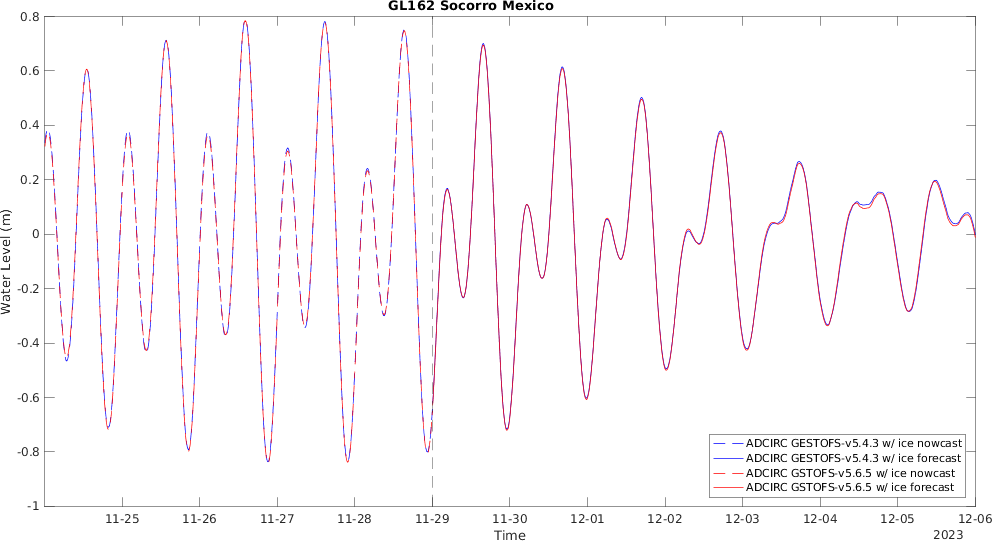 GL162 Socorro Mexico
0.8
0.6
0.4
0.2
0
-0.2
-0.4
-0.6
-0.8
-1
Water Level (m)
ADCIRC GESTOFS-v5.4.3 w/ ice nowcast
ADCIRC GESTOFS-v5.4.3 w/ ice forecast
ADCIRC GSTOFS-v5.6.5 w/ ice nowcast
ADCIRC GSTOFS-v5.6.5 w/ ice forecast
11-25 11-26 11-27 11-28 11-29 11-30 12-01 12-02 12-03 12-04 12-05 12-06
Time
2023